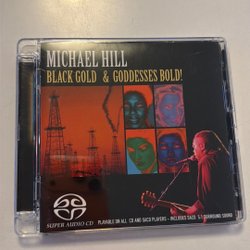 MICHAEL HILL
BLACK GOLD & GODDESSES BOLD!
SUPER AUDIO CD
PLAYABLE ON ALL CD AND SACD PLAYERS - INCLUDES SACD 5.1 SURROUND SOUND